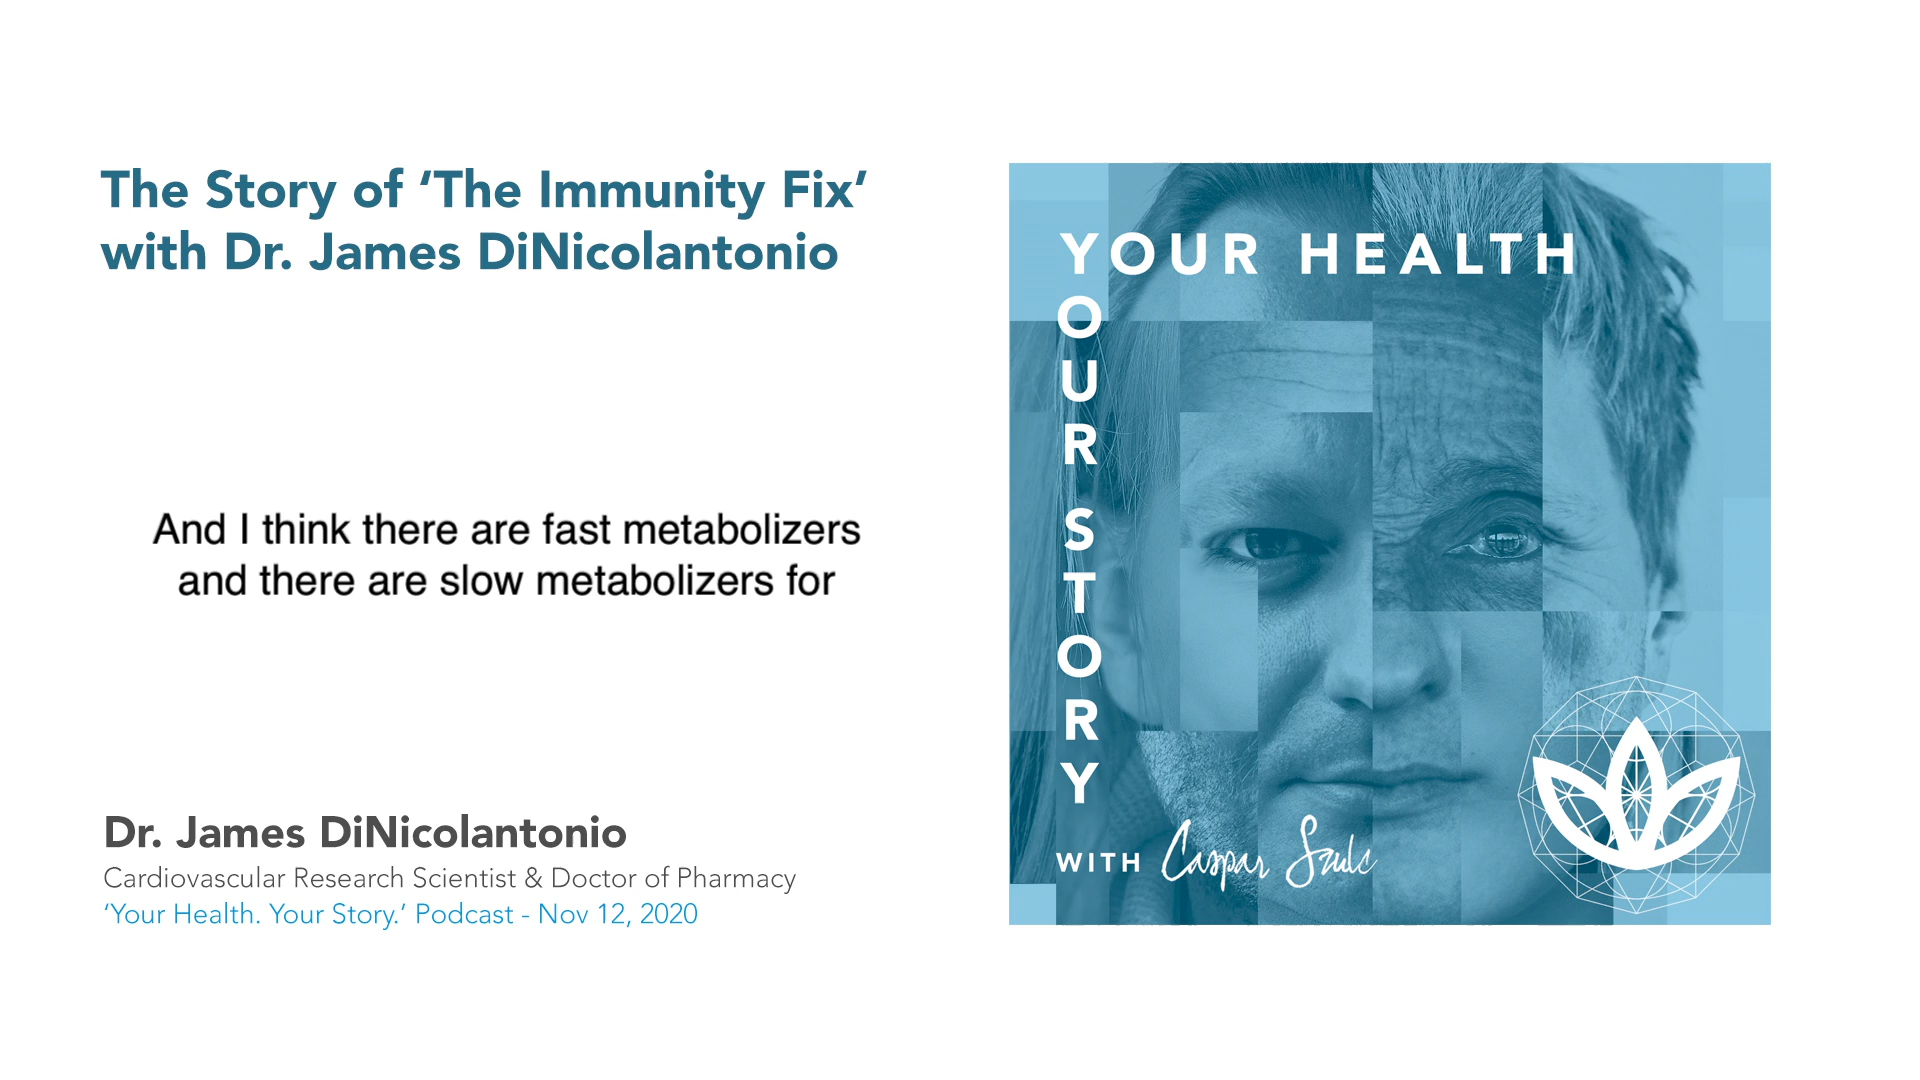 The Story of ‘The Immunity Fix’
with Dr. James DiNicolantonio
And I think there are fast metabolizers
and there are slow metabolizers for
Dr. James DiNicolantonio
Cardiovascular Research Scientist & Doctor of Pharmacy
‘Your Health. Your Story.’ Podcast - Nov 12, 2020
YOUR HEALTH
YOUR STORY
WITH Caspar Szulc